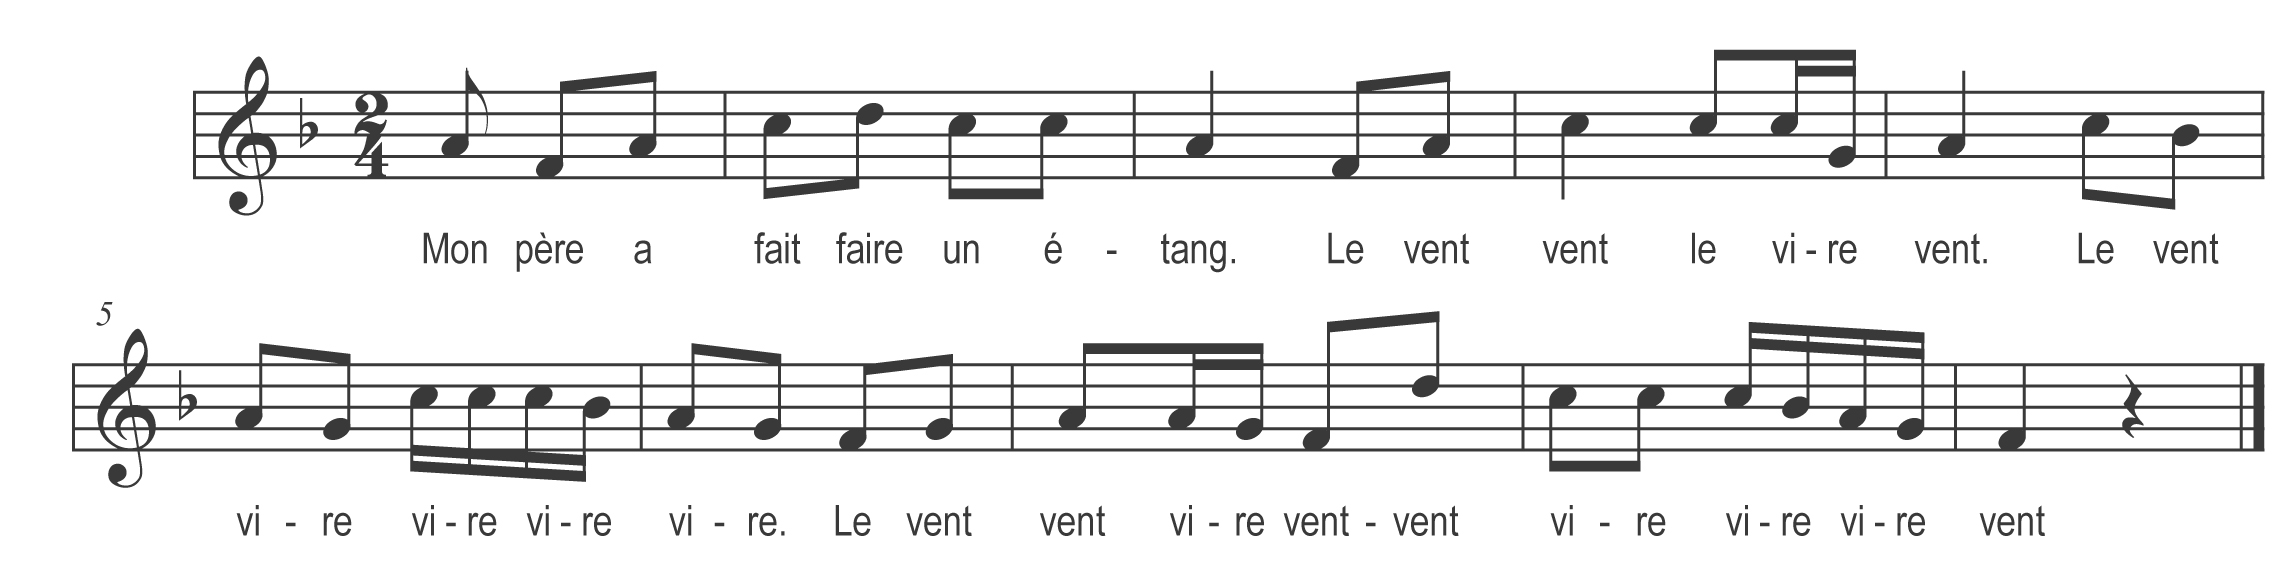 2
4
Mon père a fait faire un é - tang. Le vent vent le vi - re vent. Le vent
5
vi - re vi - re vi - re vi - re. Le vent vent vi - re vent - vent vi - re vi - re vi - re vent